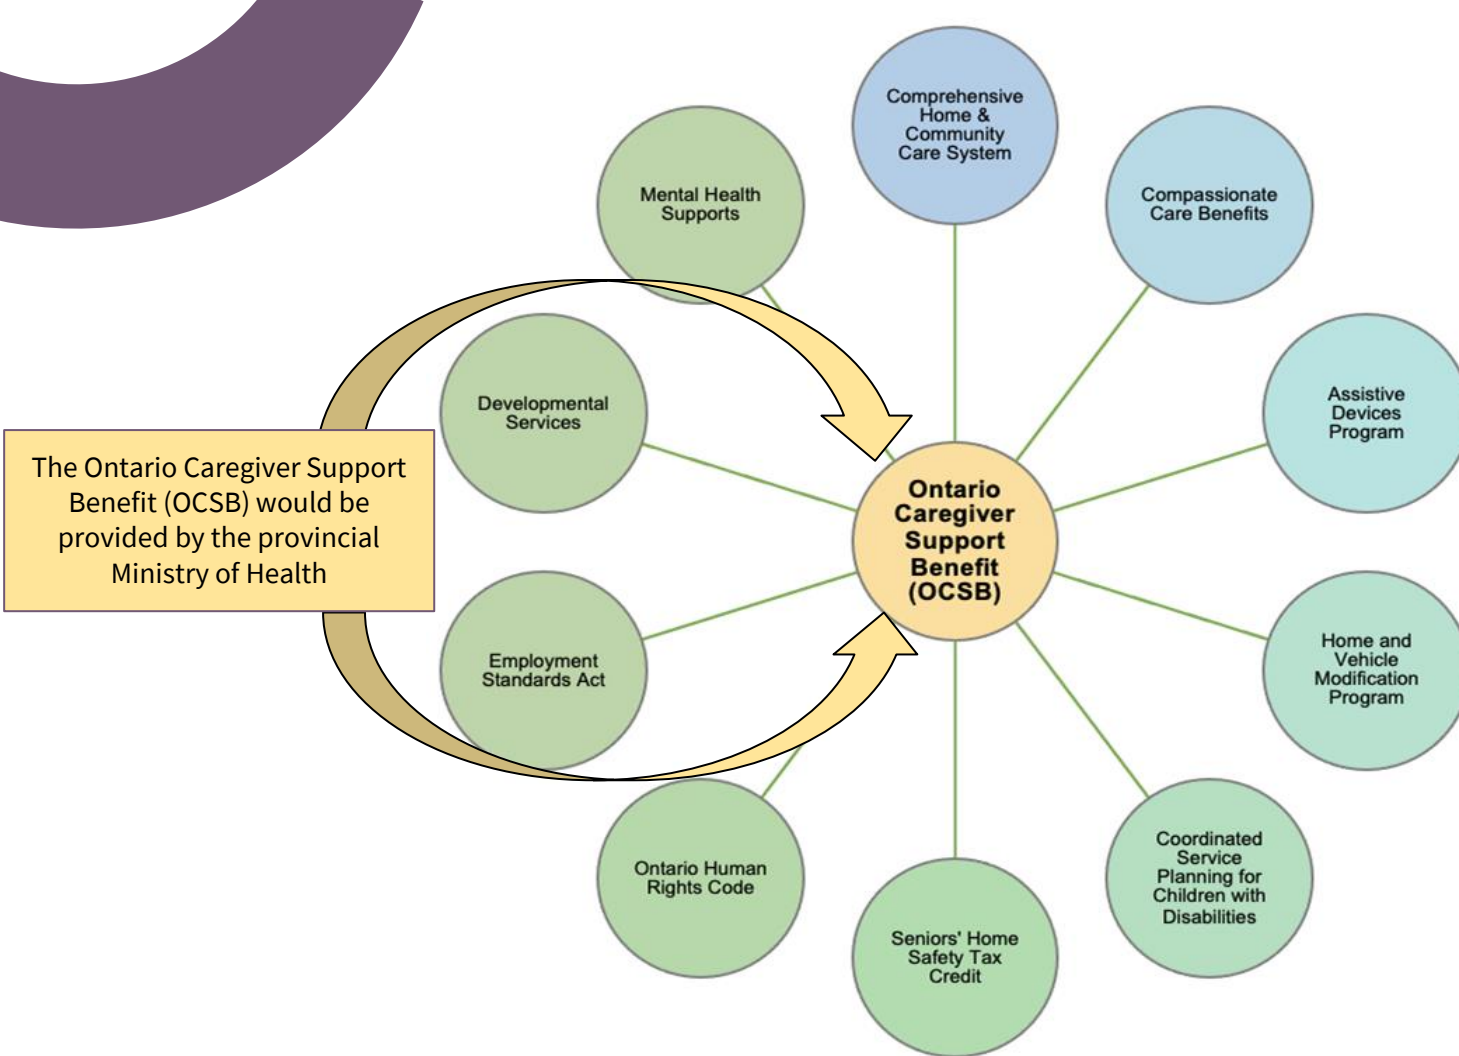 Comprehensive
Home &
Community
Care System
Mental Health
Supports
Compassionate
Care Benefits
Developmental
Services
Assistive
Devices
Program
The Ontario Caregiver Support
Benefit (OCSB) would be
provided by the provincial
Ministry of Health
Ontario
Caregiver
Support
Benefit
(OCSB)
Employment
Standards Act
Home and
Vehicle
Modification
Program
Ontario Human
Rights Code
Seniors' Home
Safety Tax
Credit
Coordinated
Service
Planning for
Children with
Disabilities